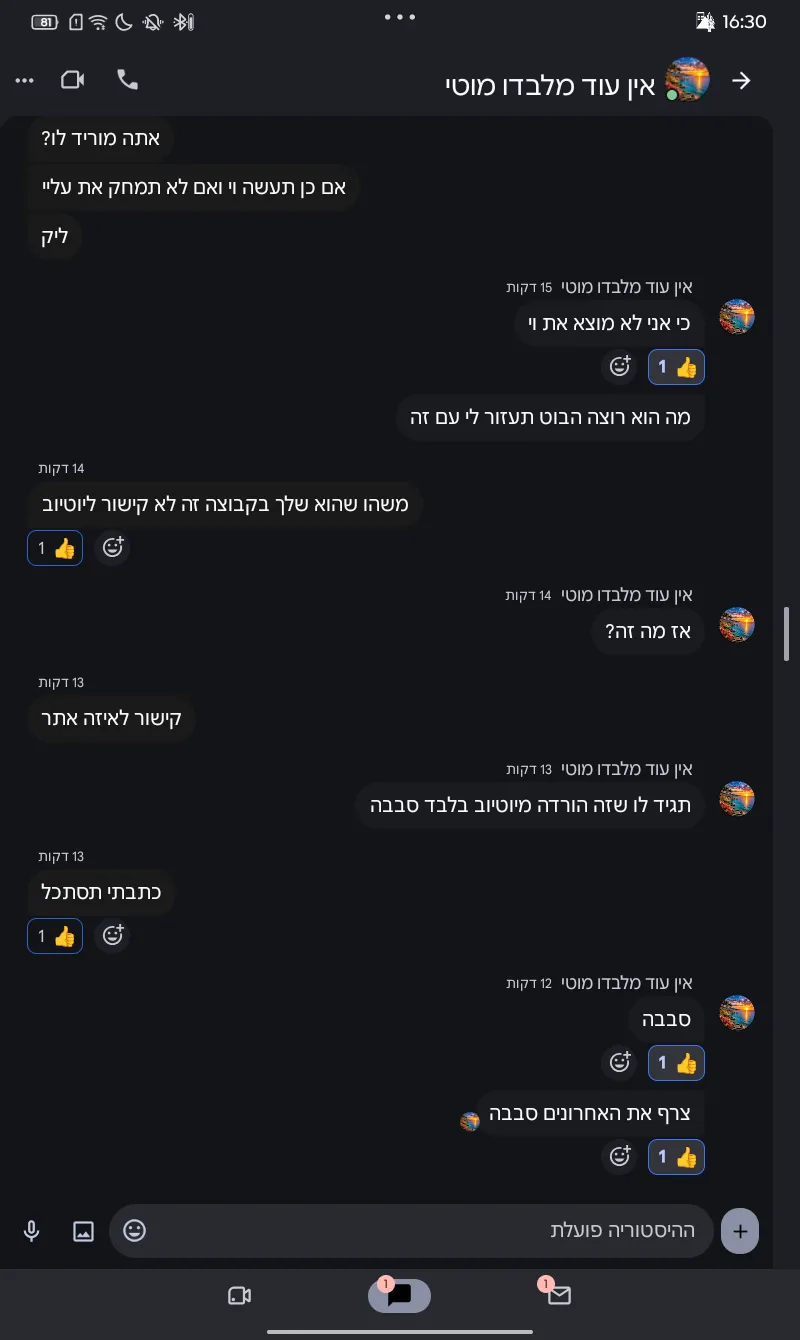 81
16:30
אין עוד מלבדו מוטי
אתה מוריד לו?
אם כן תעשה וי ואם לא תמחק את עליי
ליק
אין עוד מלבדו מוטי 15 דקות
כי אני לא מוצא את וי
1
מה הוא רוצה הבוט תעזור לי עם זה
14 דקות
משהו שהוא שלך בקבוצה זה לא קישור ליוטיוב
1
אין עוד מלבדו מוטי 14 דקות
אז מה זה?
13 דקות
קישור לאיזה אתר
אין עוד מלבדו מוטי 13 דקות
תגיד לו שזה הורדה מיוטיוב בלבד סבבה
13 דקות
כתבתי תסתכל
1
אין עוד מלבדו מוטי 12 דקות
סבבה
1
צרף את האחרונים סבבה
1
ההיסטוריה פועלת
1
1